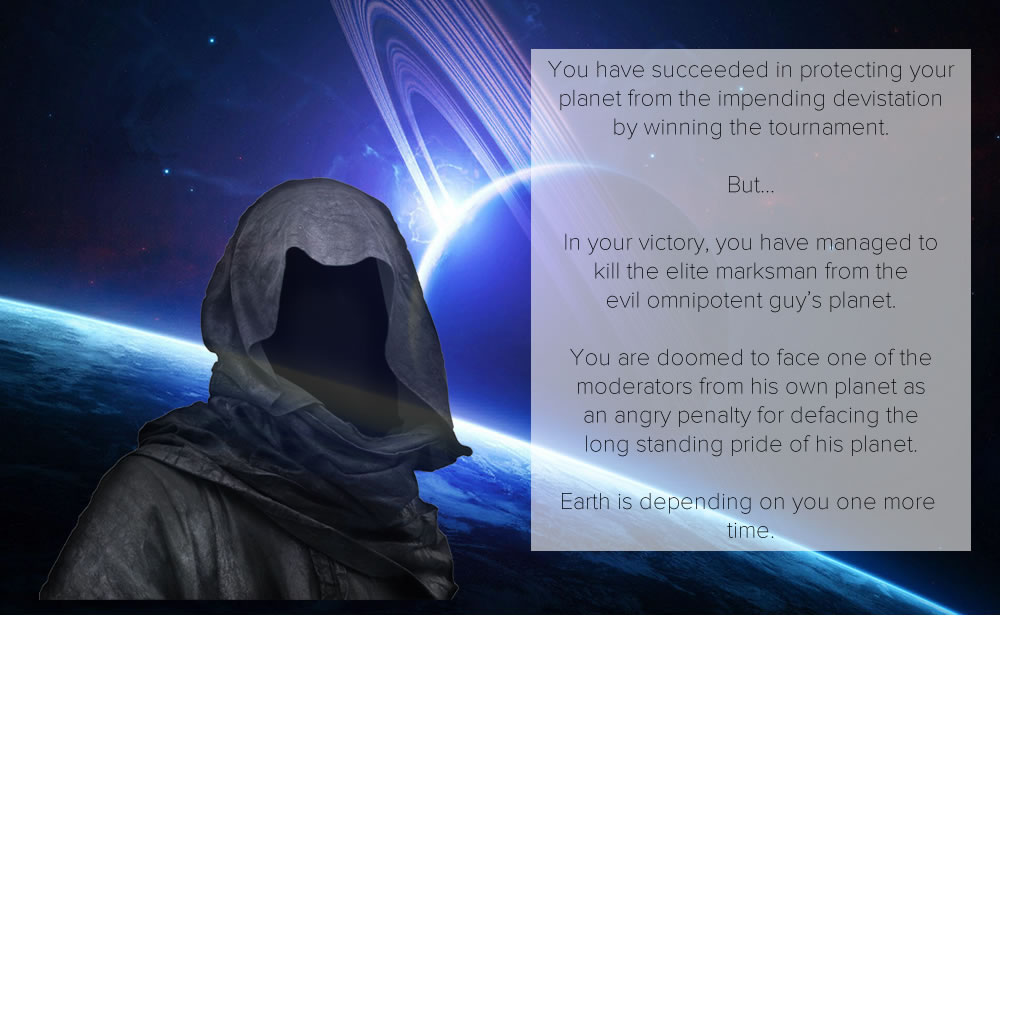 You have succeeded in protecting your
planet from the impending devistation
by winning the tournament.
But...
In your victory, you have managed to
kill the elite marksman from the
evil omnipotent guy's planet.
You are doomed to face one of the
moderators from his own planet as
an angry penalty for defacing the
long standing pride of his planet.
Earth is depending on you one more
time.